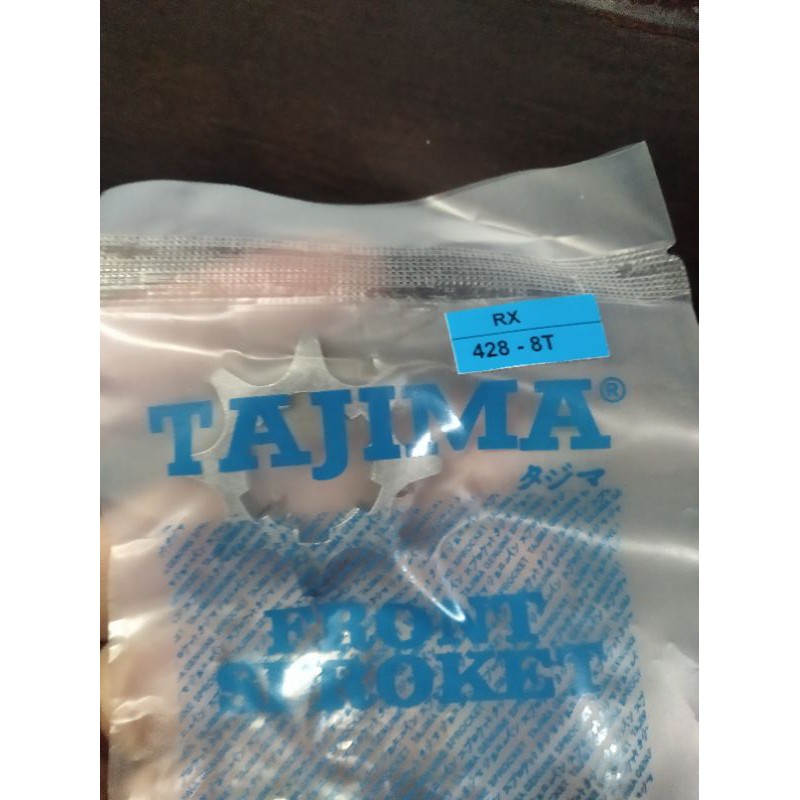 RX
428 - 8T
TAJIMA®
タジマ
FRONT
SPROKET